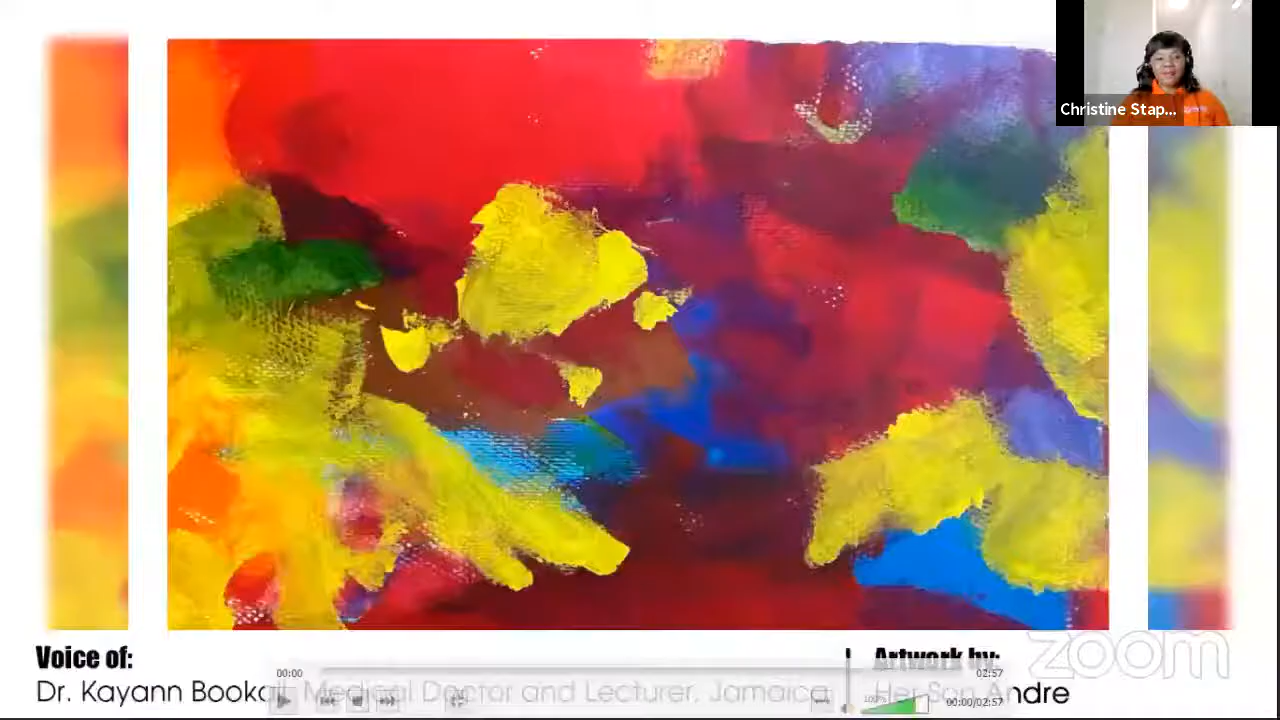 Christine Stap...
Voice of:
Artwork by:
Dr. Kayann Booka Medical Doctor and Lecturer, Jamaica
Her Son Andre
zoom
00:00
02:57
100%
00:00/02:57